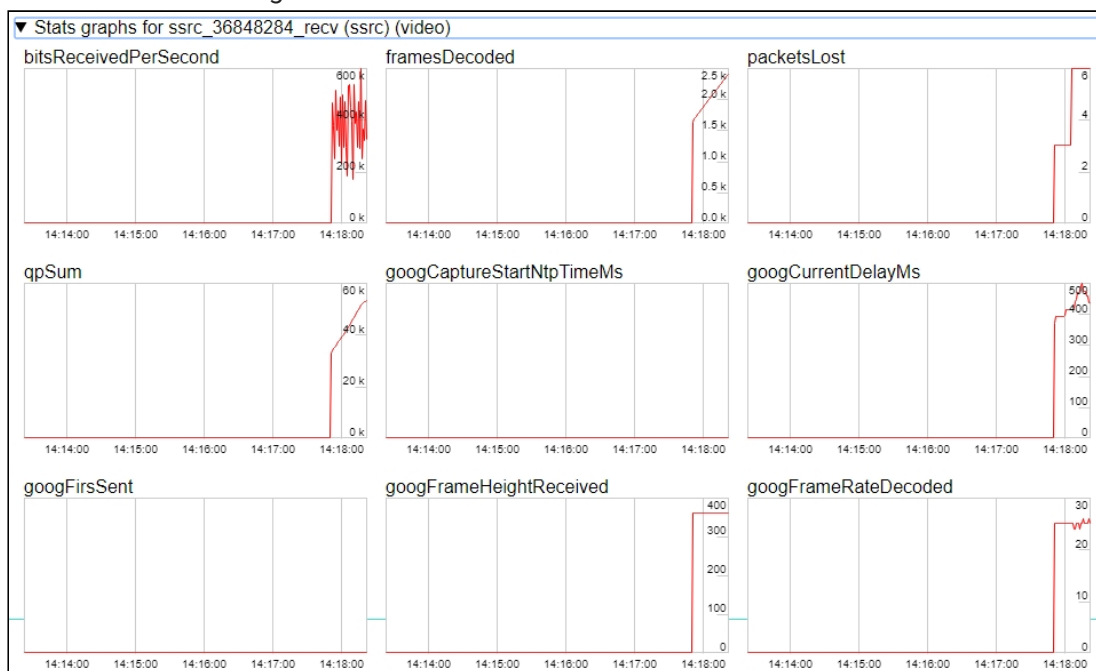 ▼ Stats graphs for ssrc_36848284_recv (ssrc) (video)
bitsReceivedPerSecond framesDecoded packetsLost
600 k 2.5 k 6
2.0 k
400 k 1.5 k 4
1.0 k
200 k 2
0.5 k
0 k 0.0 k 0
14:14:00 14:15:00 14:16:00 14:17:00 14:18:00 14:14:00 14:15:00 14:16:00 14:17:00 14:18:00 14:14:00 14:15:00 14:16:00 14:17:00 14:18:00
qpSum googCaptureStartNtpTimeMs googCurrentDelayMs
60 k 500
400
40 k 300
20 k 200
100
0 k 0
14:14:00 14:15:00 14:16:00 14:17:00 14:18:00 14:14:00 14:15:00 14:16:00 14:17:00 14:18:00 14:14:00 14:15:00 14:16:00 14:17:00 14:18:00
googFirsSent googFrameHeightReceived googFrameRateDecoded
400 30
300 20
200
100 10
0 0
14:14:00 14:15:00 14:16:00 14:17:00 14:18:00 14:14:00 14:15:00 14:16:00 14:17:00 14:18:00 14:14:00 14:15:00 14:16:00 14:17:00 14:18:00